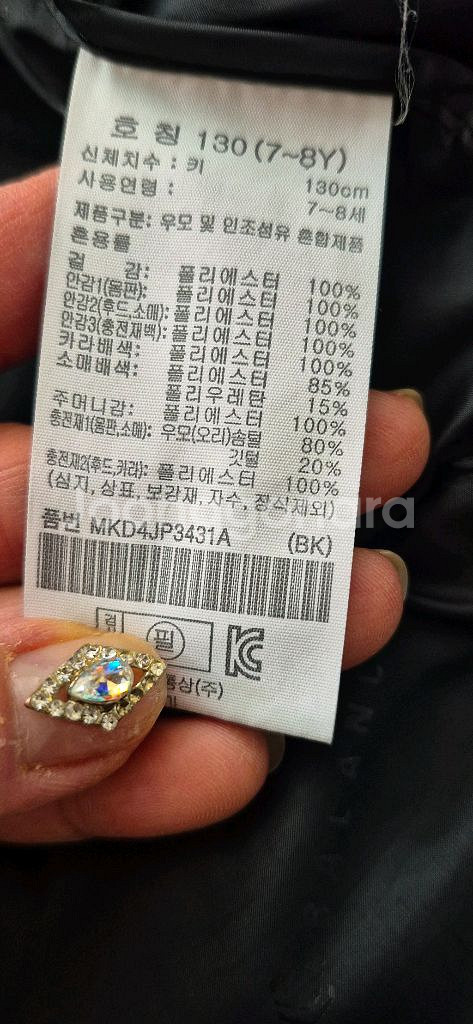 호 칭 130 (7~8Y)
신체치수 : 키 130cm
사용연령 : 7~8세
제품구분: 우모 및 인조섬유 혼합제품
혼용률
겉 감: 폴리에스터 100%
안감1(몸판): 폴리에스터 100%
안감2(후드,소매): 폴리에스터 100%
안감3(충전재백): 폴리에스터 100%
카라배색: 폴리에스터 100%
소매배색: 폴리에스터 85%
폴리우레탄 15%
주머니감: 폴리에스터 100%
충전재1(몸판,소매): 우모(오리)솜털 80%
깃털 20%
충전재2(후드,카라): 폴리에스터 100%
(심지, 상표, 보강재, 자수, 장식제외)
품번 MKD4JP3431A (BK)
필
통상(주)